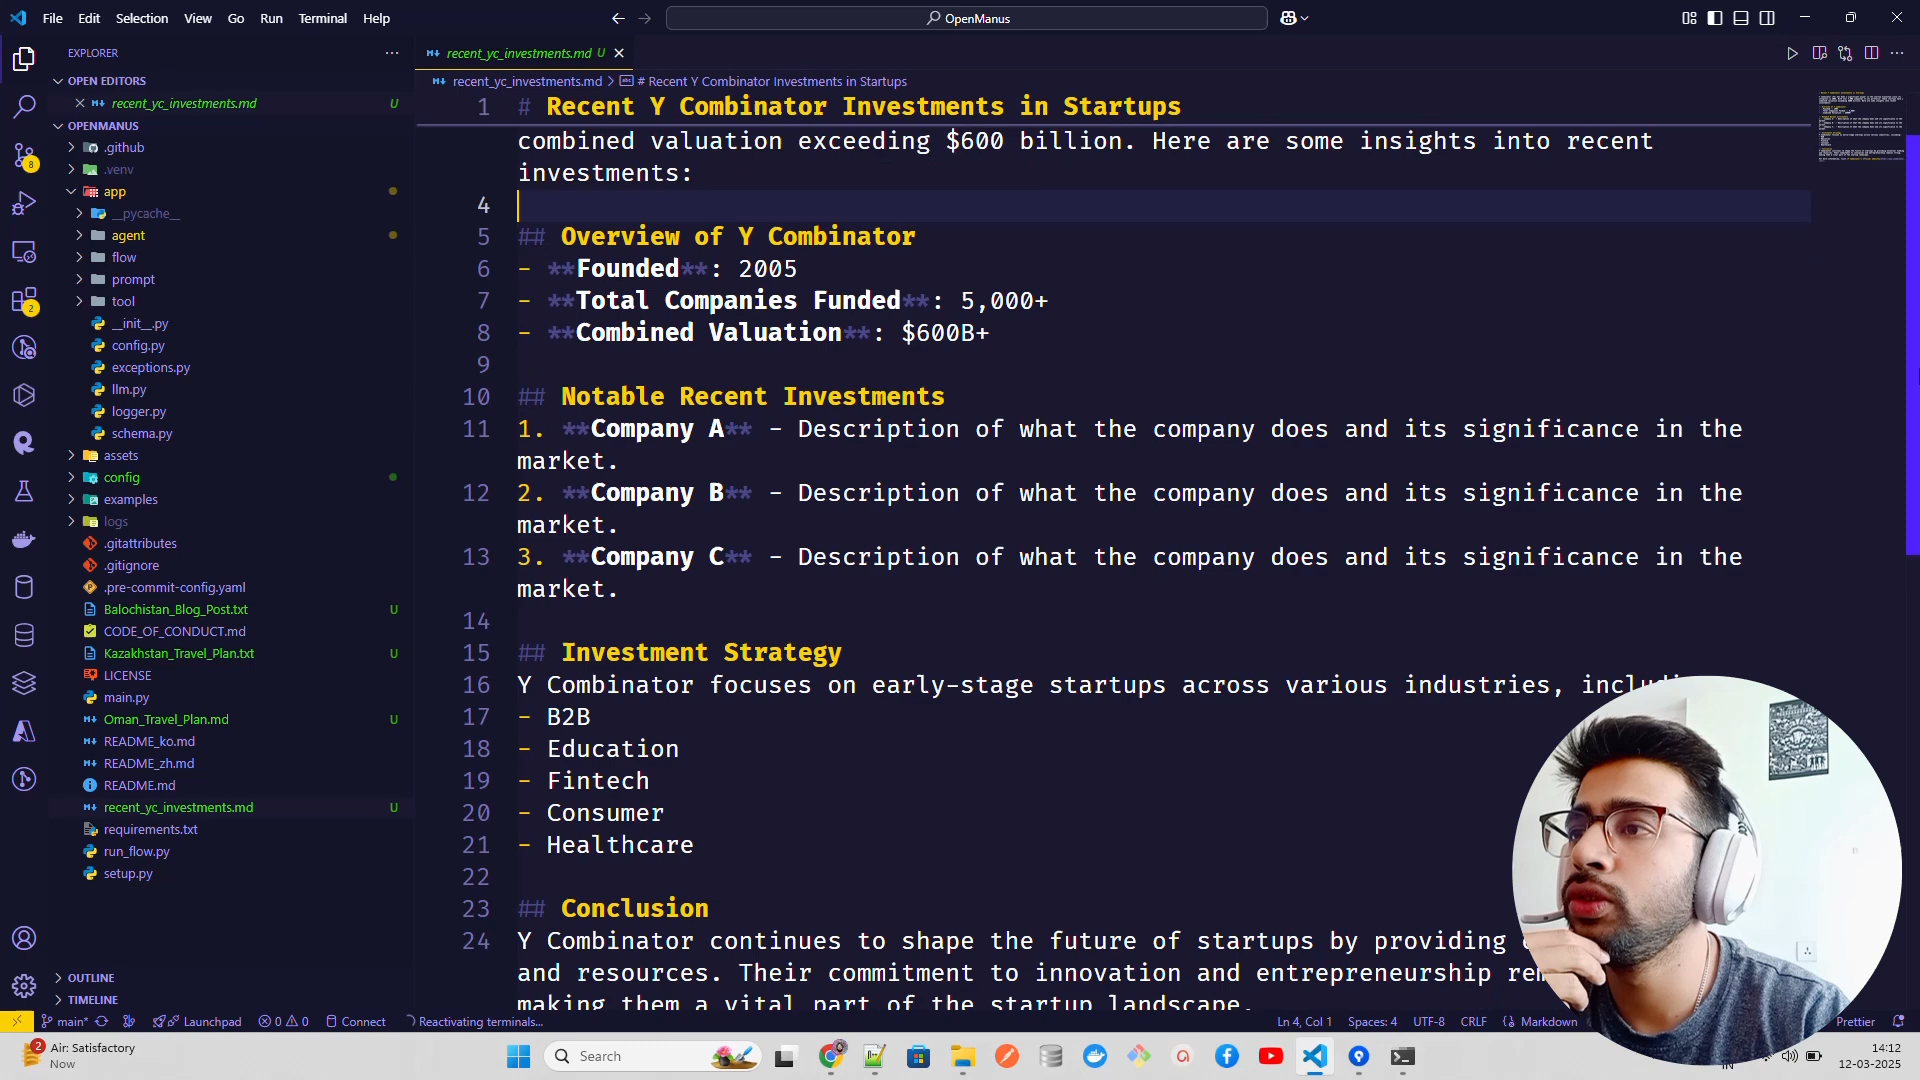 File Edit Selection View Go Run Terminal Help
OpenManus
EXPLORER
OPEN EDITORS
recent_yc_investments.md U
OPENMANUS
.github
.venv
app
__pycache__
agent
flow
prompt
tool
__init__.py
config.py
exceptions.py
llm.py
logger.py
schema.py
assets
config
examples
logs
.gitattributes
.gitignore
.pre-commit-config.yaml
Balochistan_Blog_Post.txt U
CODE_OF_CONDUCT.md
Kazakhstan_Travel_Plan.txt U
LICENSE
main.py
Oman_Travel_Plan.md U
README_ko.md
README_zh.md
README.md
recent_yc_investments.md U
requirements.txt
run_flow.py
setup.py
OUTLINE
TIMELINE
8
2
recent_yc_investments.md U
recent_yc_investments.md > # Recent Y Combinator Investments in Startups
1 # Recent Y Combinator Investments in Startups
combined valuation exceeding $600 billion. Here are some insights into recent
investments:
4
5 ## Overview of Y Combinator
6 - **Founded**: 2005
7 - **Total Companies Funded**: 5,000+
8 - **Combined Valuation**: $600B+
9
10 ## Notable Recent Investments
11 1. **Company A** - Description of what the company does and its significance in the
market.
12 2. **Company B** - Description of what the company does and its significance in the
market.
13 3. **Company C** - Description of what the company does and its significance in the
market.
14
15 ## Investment Strategy
16 Y Combinator focuses on early-stage startups across various industries,
17 - B2B
18 - Education
19 - Fintech
20 - Consumer
21 - Healthcare
22
23 ## Conclusion
24 Y Combinator continues to shape the future of startups by providing
and resources. Their commitment to innovation and entrepreneurship
making them a vital part of the startup landscape.
main* 0 0 Launchpad Connect Reactivating terminals...
Ln 4, Col 1 Spaces: 4 UTF-8 CRLF Markdown Prettier
2 Air: Satisfactory
Now
Search
IN
14:12
12-03-2025